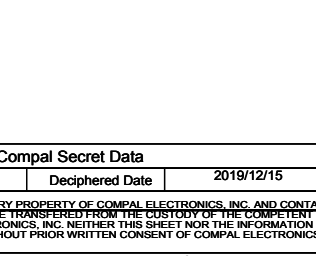 Compal Secret Data
Deciphered Date 2019/12/15
RY PROPERTY OF COMPAL ELECTRONICS, INC. AND CONTA
E TRANSFERED FROM THE CUSTODY OF THE COMPETENT
RONICS, INC. NEITHER THIS SHEET NOR THE INFORMATION
HOUT PRIOR WRITTEN CONSENT OF COMPAL ELECTRONICS